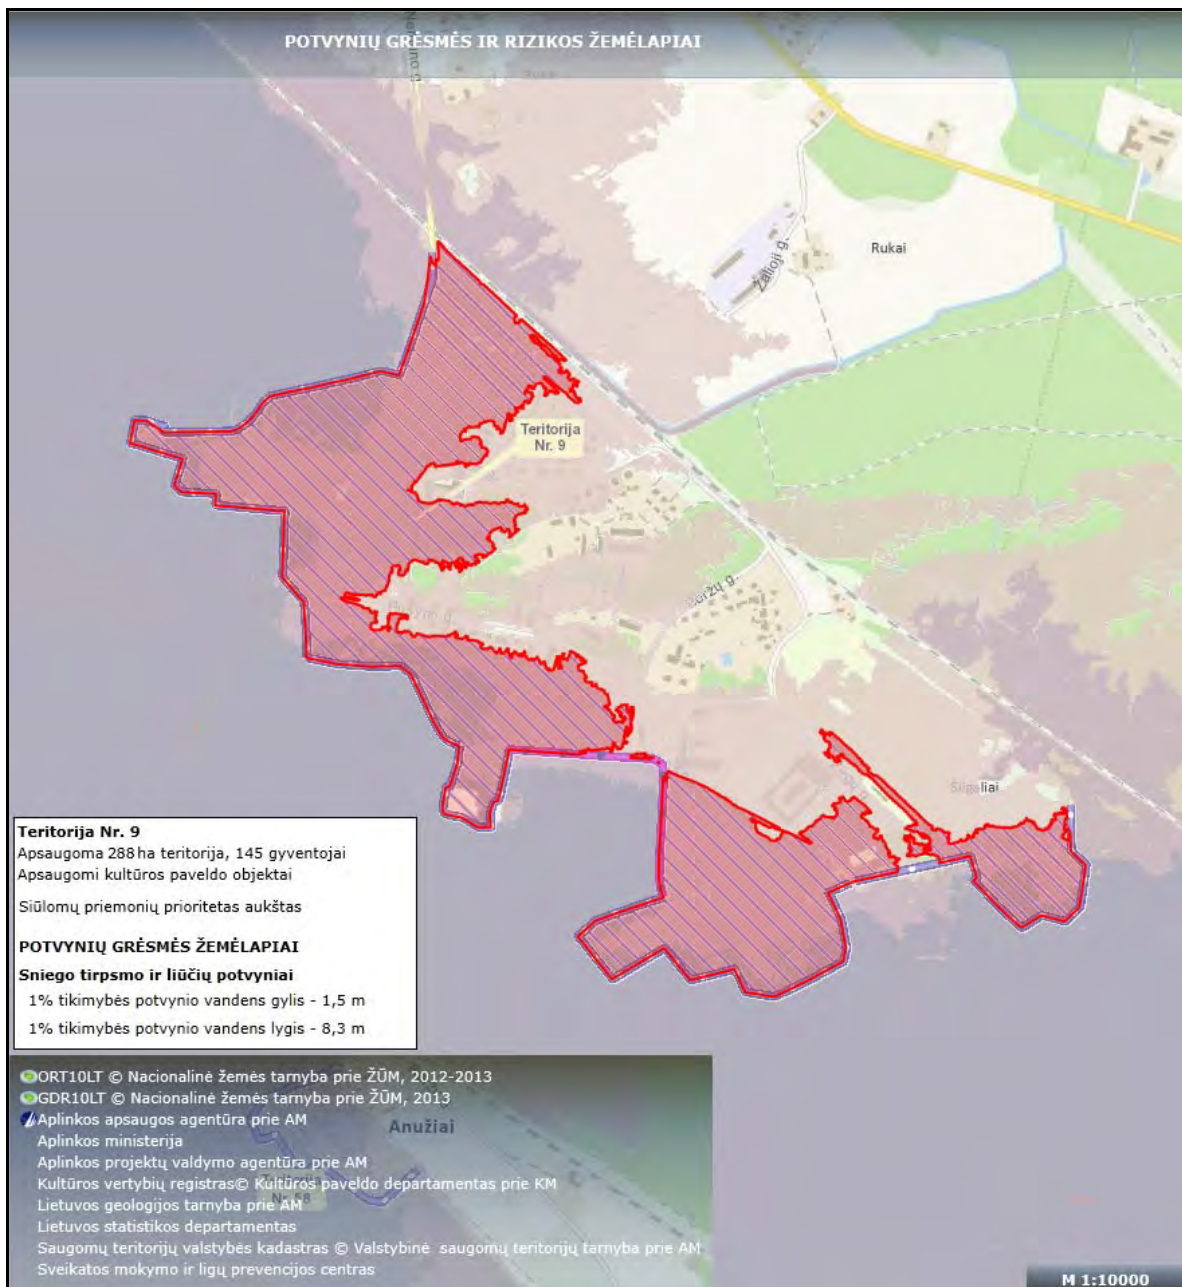 POTVYNIŲ GRĖSMĖS IR RIZIKOS ŽEMĖLAPIAI
Rukai
Žalioji g.
Teritorija
Nr. 9
Šilgaliai
Teritorija Nr. 9
Apsaugoma 288 ha teritorija, 145 gyventojai
Apsaugomi kultūros paveldo objektai
Siūlomų priemonių prioritetas aukštas
POTVYNIŲ GRĖSMĖS ŽEMĖLAPIAI
Sniego tirpsmo ir liūčių potvyniai
1% tikimybės potvynio vandens gylis - 1,5 m
1% tikimybės potvynio vandens lygis - 8,3 m
ORT10LT © Nacionalinė žemės tarnyba prie ŽŪM, 2012-2013
GDR10LT © Nacionalinė žemės tarnyba prie ŽŪM, 2013
Aplinkos apsaugos agentūra prie AM
Anužiai
Aplinkos ministerija
Aplinkos projektų valdymo agentūra prie AM
Kultūros vertybių registras© Kultūros paveldo departamentas prie KM
Teritorija
Nr. 58
Lietuvos geologijos tarnyba prie AM
Lietuvos statistikos departamentas
Saugomų teritorijų valstybės kadastras © Valstybinė saugomų teritorijų tarnyba prie AM
Sveikatos mokymo ir ligų prevencijos centras
M 1:10000